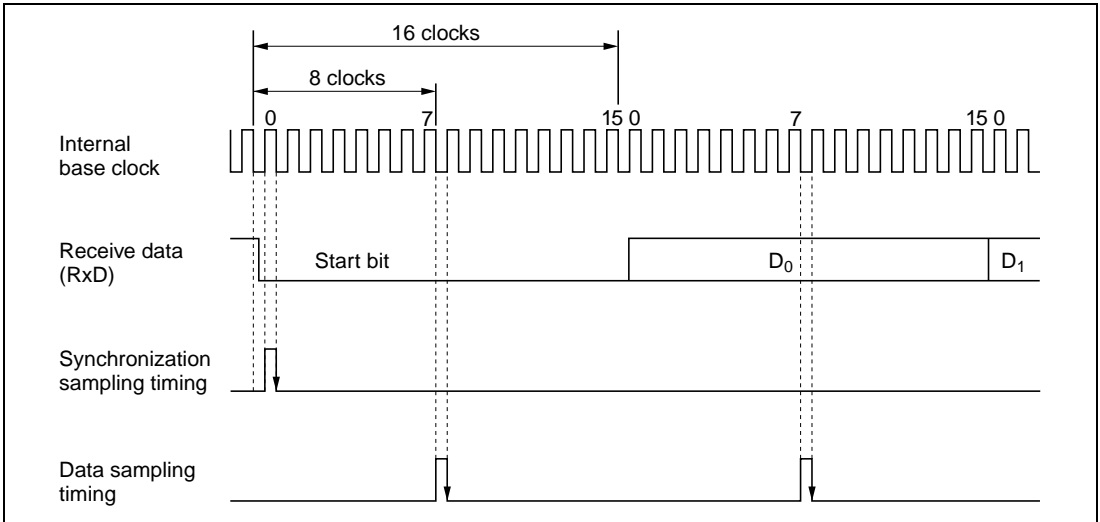 16 clocks
8 clocks
0 7 15 0 7 15 0
Internal
base clock
Receive data
(RxD)
Start bit D₀ D₁
Synchronization
sampling timing
Data sampling
timing